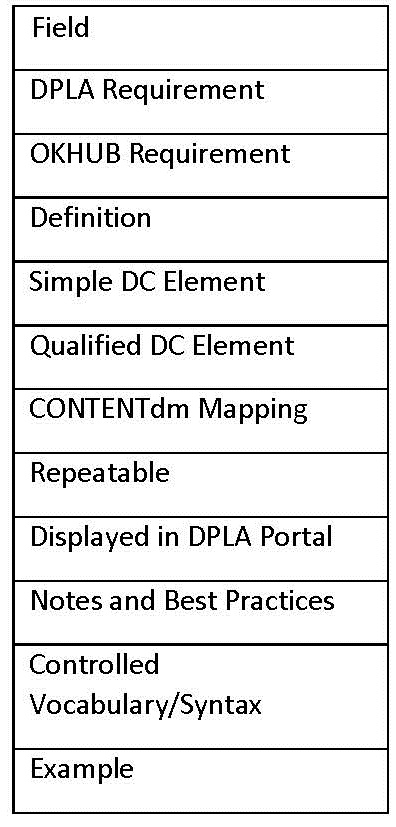 Field
DPLA Requirement
OKHUB Requirement
Definition
Simple DC Element
Qualified DC Element
CONTENTdm Mapping
Repeatable
Displayed in DPLA Portal
Notes and Best Practices
Controlled
Vocabulary/Syntax
Example